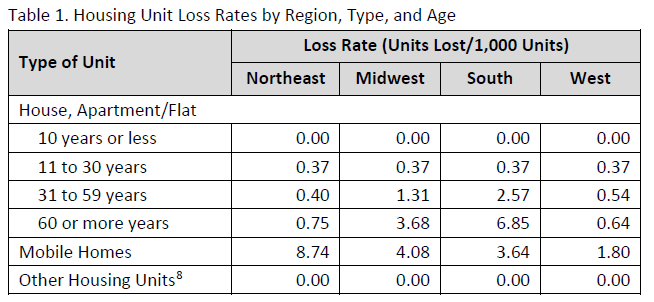 Table 1. Housing Unit Loss Rates by Region, Type, and Age
Type of Unit
Loss Rate (Units Lost/1,000 Units)
Northeast Midwest South West
House, Apartment/Flat
10 years or less 0.00 0.00 0.00 0.00
11 to 30 years 0.37 0.37 0.37 0.37
31 to 59 years 0.40 1.31 2.57 0.54
60 or more years 0.75 3.68 6.85 0.64
Mobile Homes 8.74 4.08 3.64 1.80
Other Housing Units⁸ 0.00 0.00 0.00 0.00